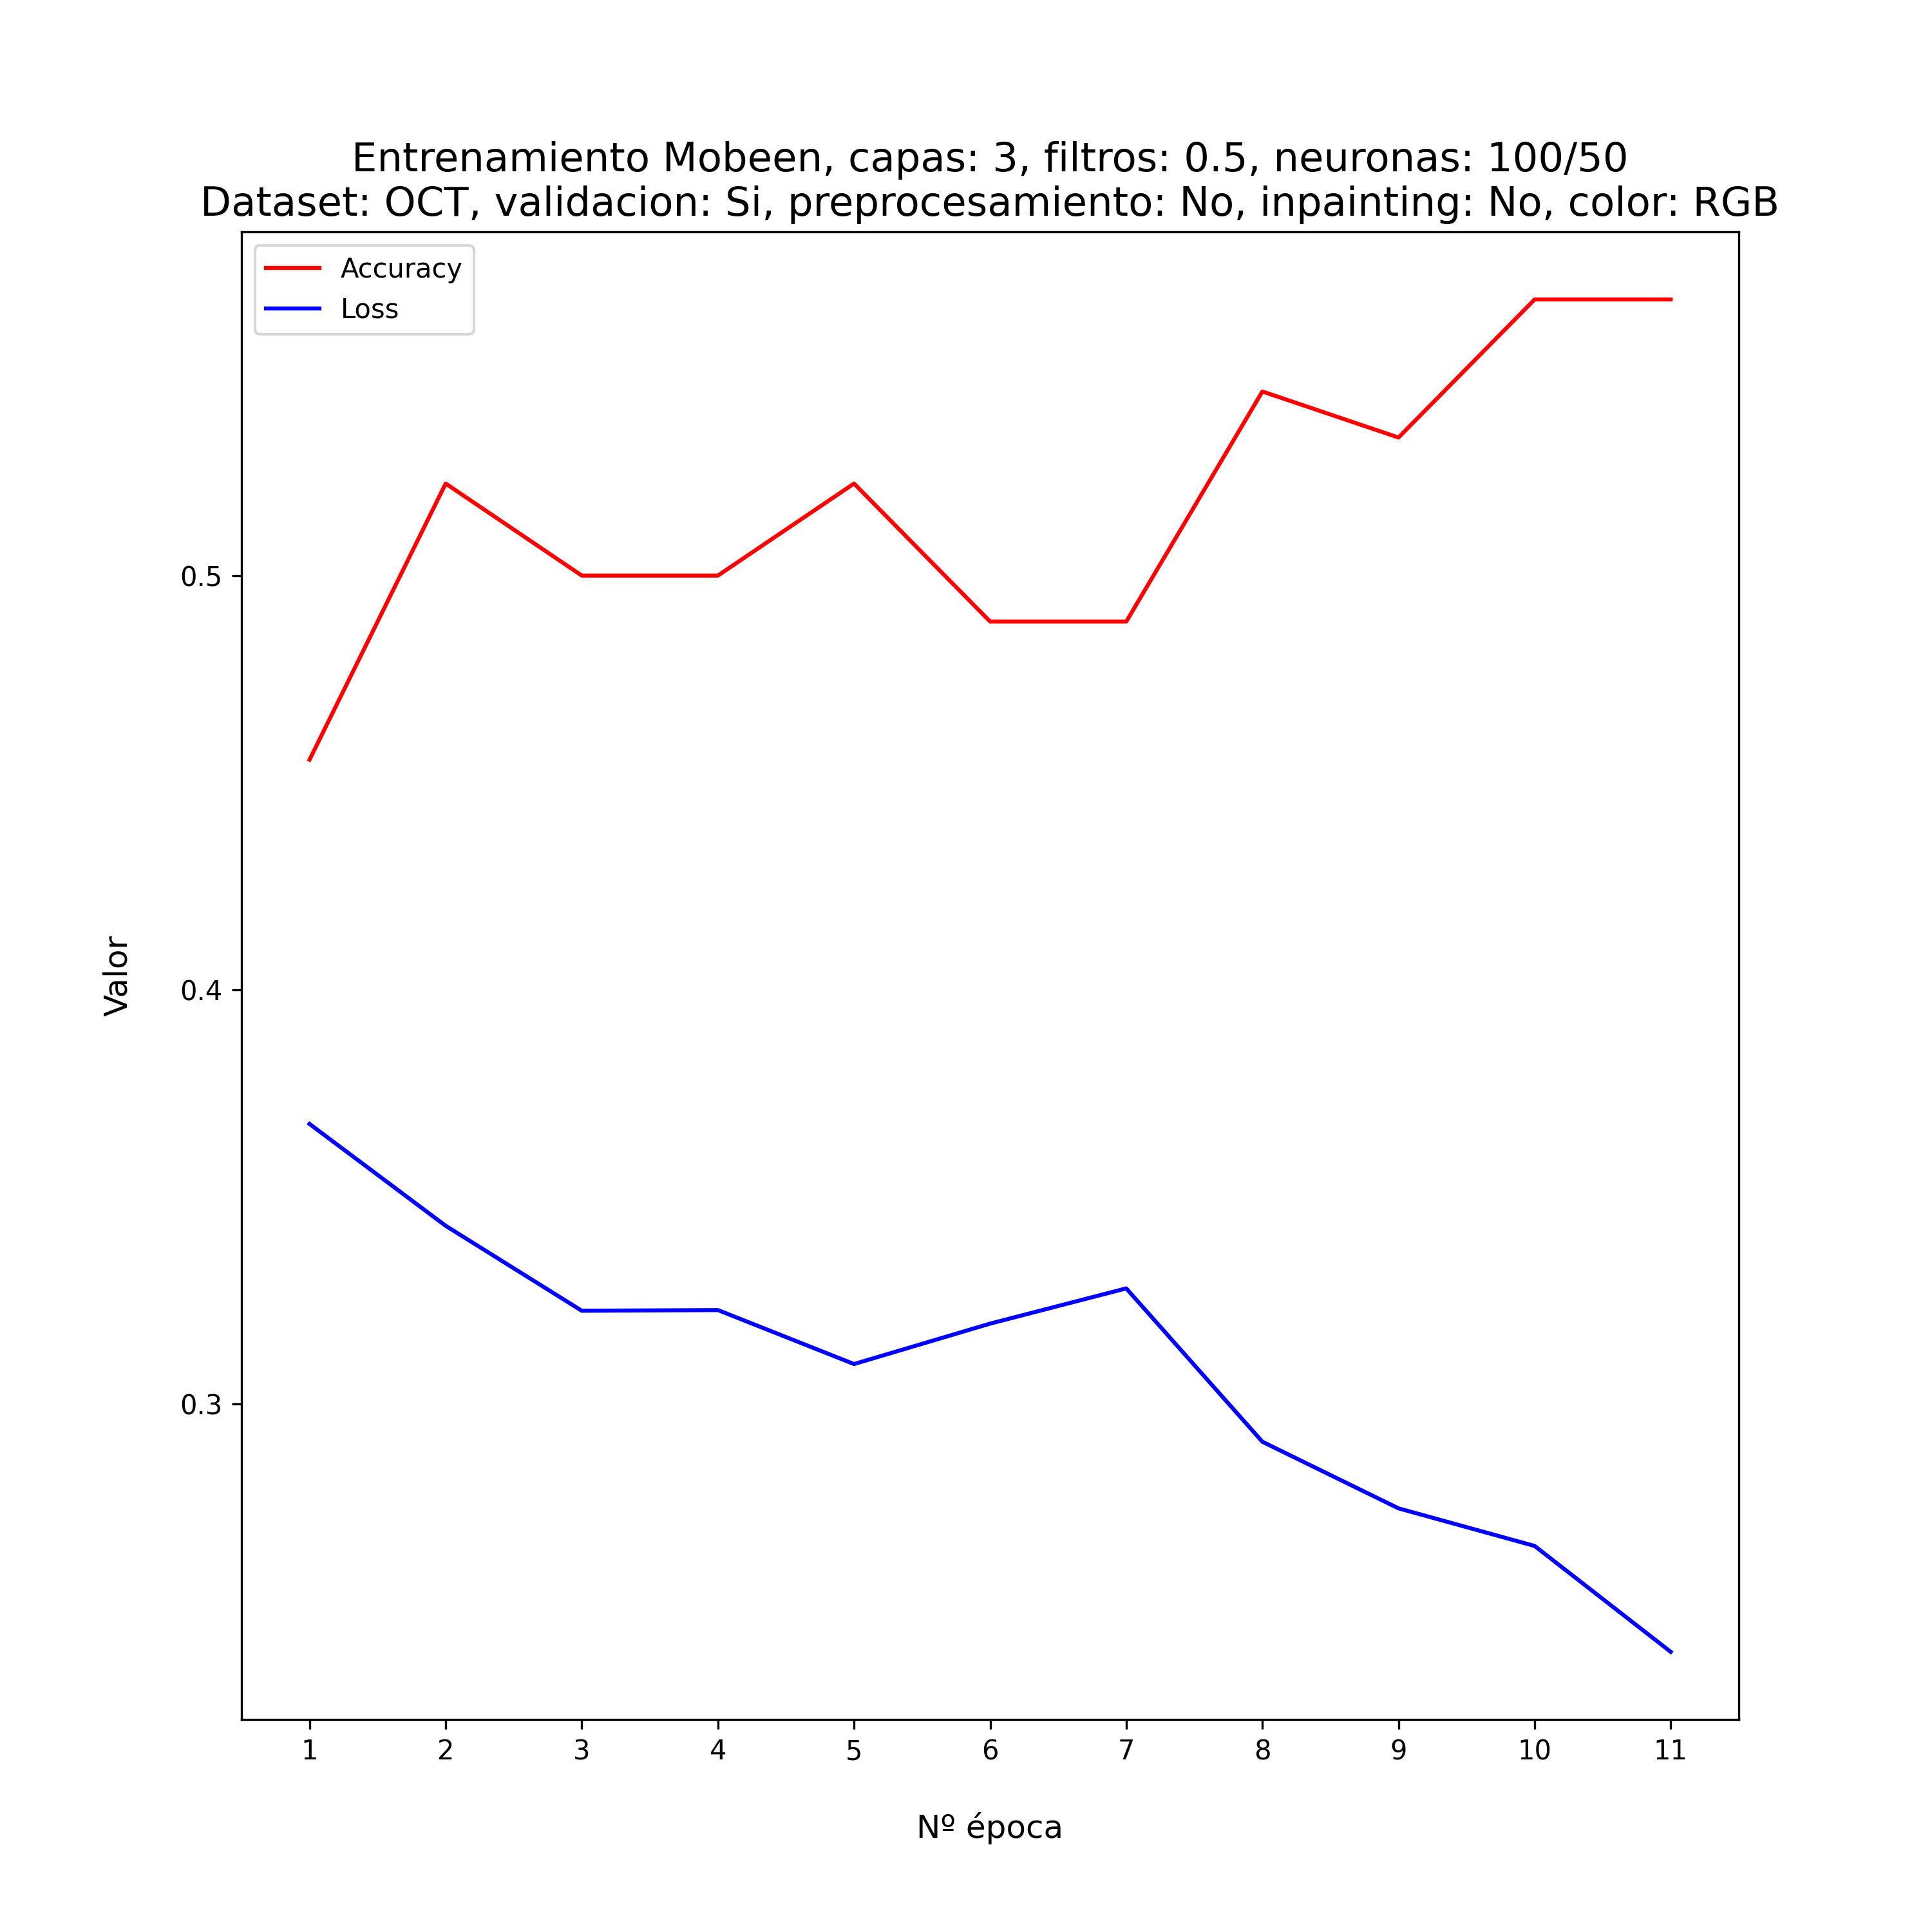 Entrenamiento Mobeen, capas: 3, filtros: 0.5, neuronas: 100/50
Dataset: OCT, validacion: Si, preprocesamiento: No, inpainting: No, color: RGB
Accuracy
Loss
0.5
0.4
0.3
Valor
1 2 3 4 5 6 7 8 9 10 11
Nº época